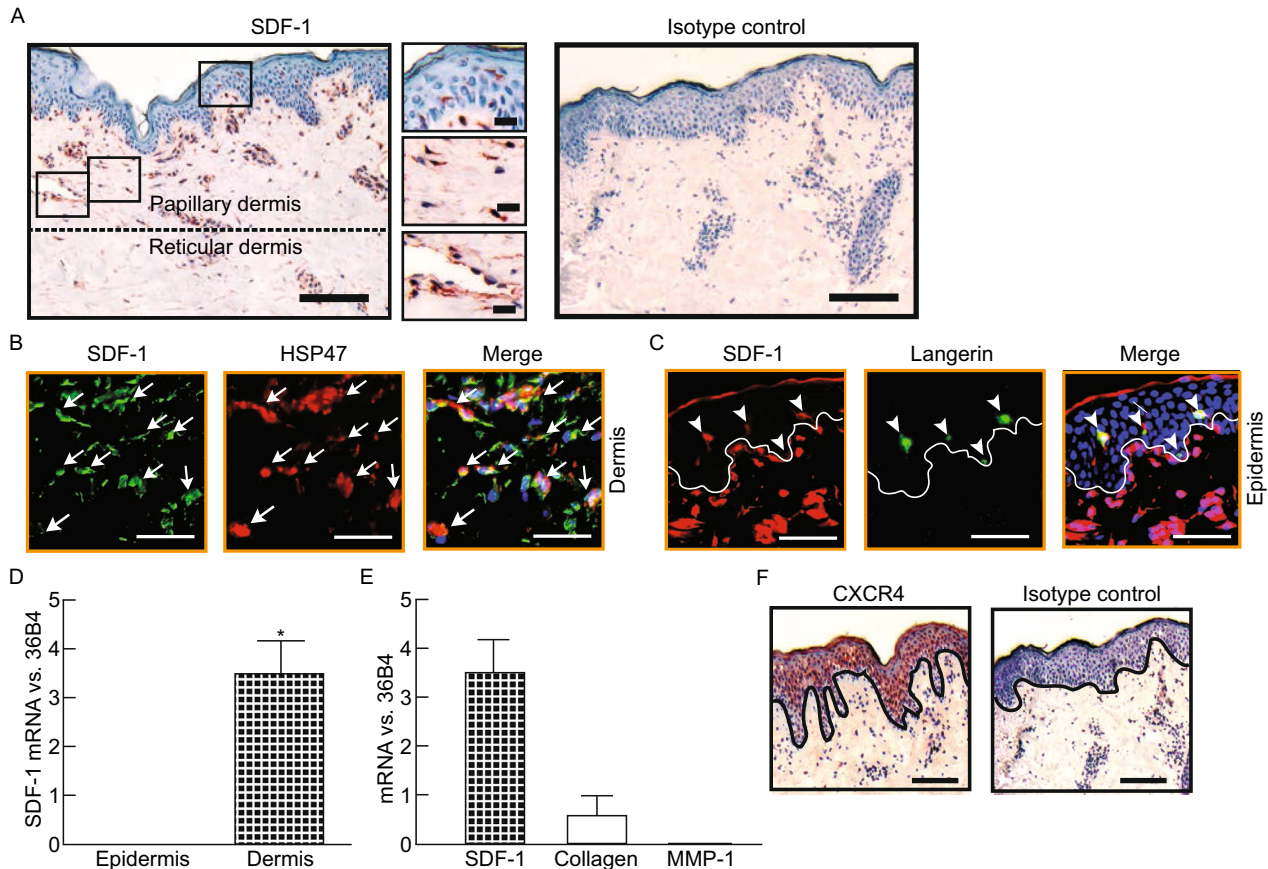 A
SDF-1
Isotype control
Papillary dermis
Reticular dermis
B
SDF-1
HSP47
Merge
Dermis
C
SDF-1
Langerin
Merge
Epidermis
D
SDF-1 mRNA vs. 36B4
5
4
3
2
1
0
*
Epidermis
Dermis
E
mRNA vs. 36B4
5
4
3
2
1
0
SDF-1
Collagen
MMP-1
F
CXCR4
Isotype control